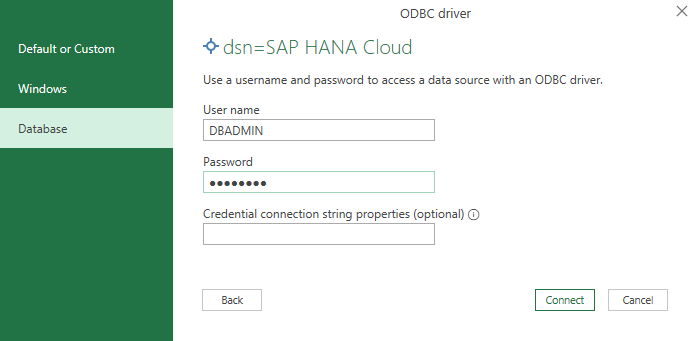 ODBC driver
Default or Custom
Windows
Database
dsn=SAP HANA Cloud
Use a username and password to access a data source with an ODBC driver.
User name
DBADMIN
Password
●●●●●●●●
Credential connection string properties (optional)
Back
Connect
Cancel